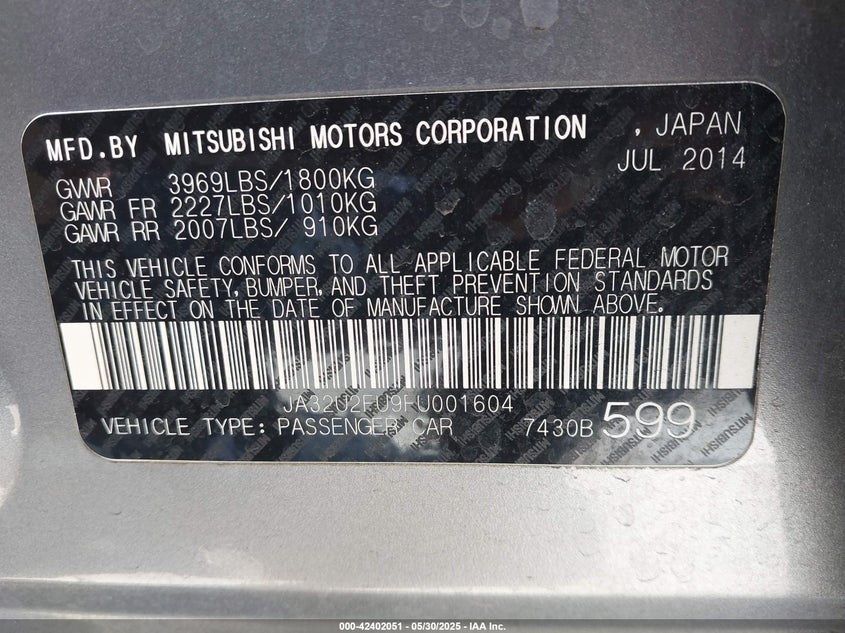 MFD.BY MITSUBISHI MOTORS CORPORATION , JAPAN
JUL 2014
GVWR 3969LBS/1800KG
GAWR FR 2227LBS/1010KG
GAWR RR 2007LBS/ 910KG
THIS VEHICLE CONFORMS TO ALL APPLICABLE FEDERAL MOTOR
VEHICLE SAFETY, BUMPER, AND THEFT PREVENTION STANDARDS
IN EFFECT ON THE DATE OF MANUFACTURE SHOWN ABOVE.
JA32U2FU9FU001604
VEHICLE TYPE: PASSENGER CAR 7430B 599
000-42402051 - 05/30/2025 - IAA Inc.